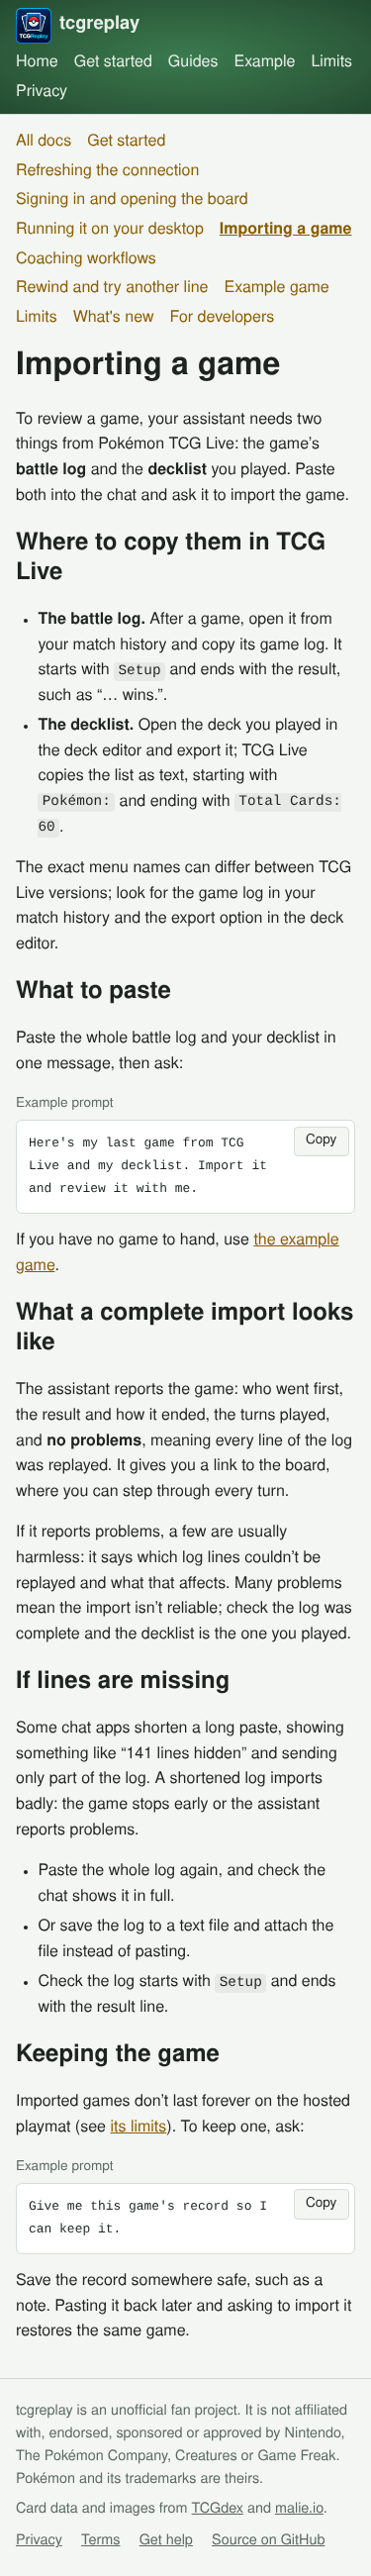 TCGReplay
tcgreplay
Home Get started Guides Example Limits
Privacy
All docs Get started
Refreshing the connection
Signing in and opening the board
Running it on your desktop Importing a game
Coaching workflows
Rewind and try another line Example game
Limits What's new For developers
Importing a game
To review a game, your assistant needs two
things from Pokémon TCG Live: the game’s
battle log and the decklist you played. Paste
both into the chat and ask it to import the game.
Where to copy them in TCG
Live
• The battle log. After a game, open it from
your match history and copy its game log. It
starts with Setup and ends with the result,
such as “… wins.”.
• The decklist. Open the deck you played in
the deck editor and export it; TCG Live
copies the list as text, starting with
Pokémon: and ending with Total Cards:
60.
The exact menu names can differ between TCG
Live versions; look for the game log in your
match history and the export option in the deck
editor.
What to paste
Paste the whole battle log and your decklist in
one message, then ask:
Example prompt
Copy
Here's my last game from TCG
Live and my decklist. Import it
and review it with me.
If you have no game to hand, use the example
game.
What a complete import looks
like
The assistant reports the game: who went first,
the result and how it ended, the turns played,
and no problems, meaning every line of the log
was replayed. It gives you a link to the board,
where you can step through every turn.
If it reports problems, a few are usually
harmless: it says which log lines couldn’t be
replayed and what that affects. Many problems
mean the import isn’t reliable; check the log was
complete and the decklist is the one you played.
If lines are missing
Some chat apps shorten a long paste, showing
something like “141 lines hidden” and sending
only part of the log. A shortened log imports
badly: the game stops early or the assistant
reports problems.
• Paste the whole log again, and check the
chat shows it in full.
• Or save the log to a text file and attach the
file instead of pasting.
• Check the log starts with Setup and ends
with the result line.
Keeping the game
Imported games don’t last forever on the hosted
playmat (see its limits). To keep one, ask:
Example prompt
Copy
Give me this game's record so I
can keep it.
Save the record somewhere safe, such as a
note. Pasting it back later and asking to import it
restores the same game.
tcgreplay is an unofficial fan project. It is not affiliated
with, endorsed, sponsored or approved by Nintendo,
The Pokémon Company, Creatures or Game Freak.
Pokémon and its trademarks are theirs.
Card data and images from TCGdex and malie.io.
Privacy Terms Get help Source on GitHub